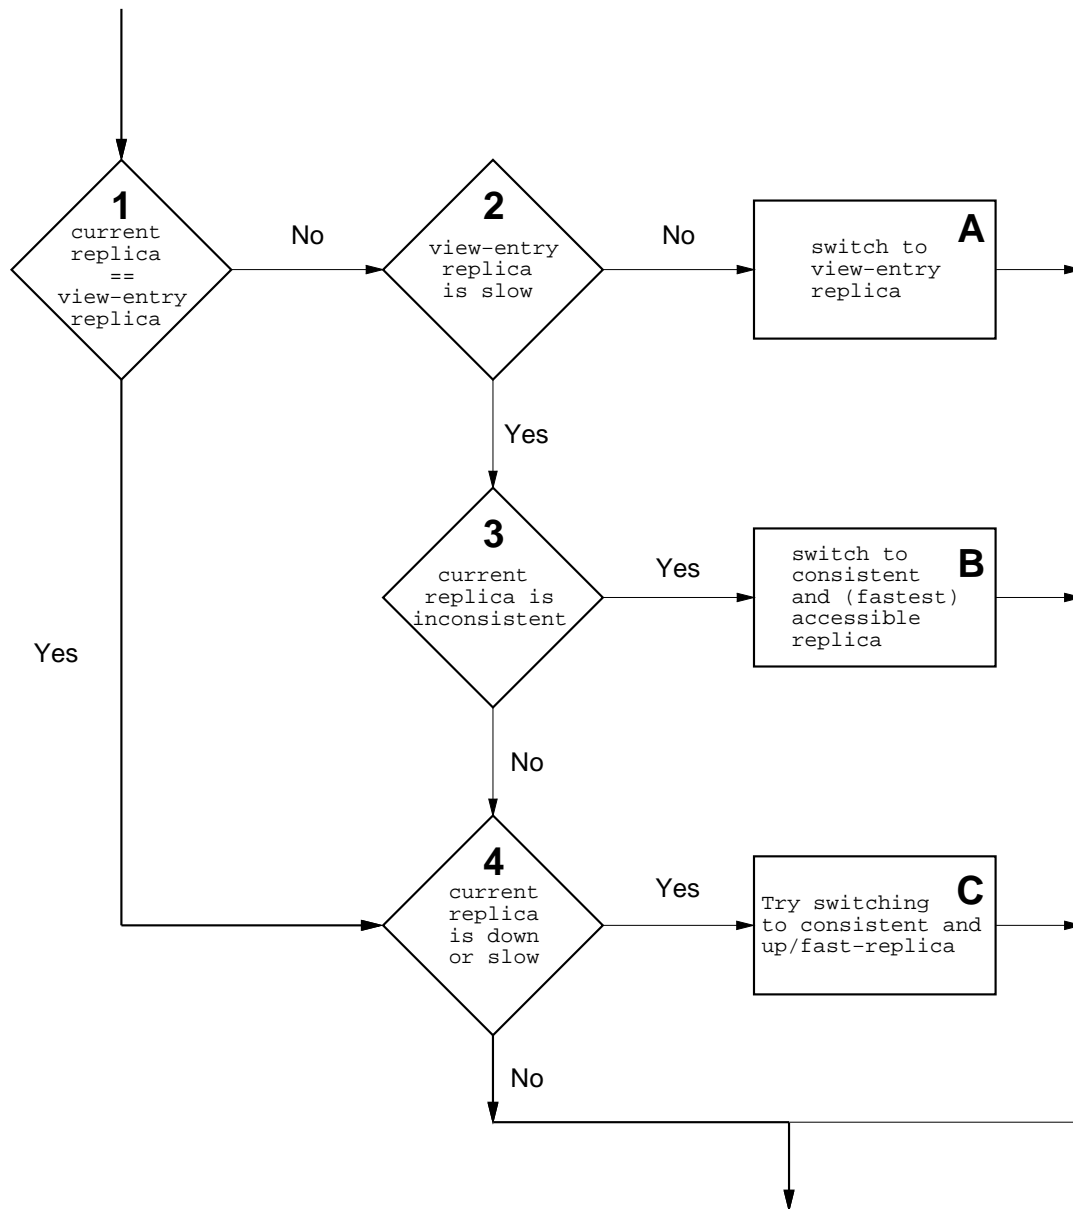 1
current
replica
==
view-entry
replica
No
2
view-entry
replica
is slow
No
A
switch to
view-entry
replica
Yes
3
current
replica is
inconsistent
Yes
B
switch to
consistent
and (fastest)
accessible
replica
Yes
No
4
current
replica
is down
or slow
Yes
C
Try switching
to consistent and
up/fast-replica
No